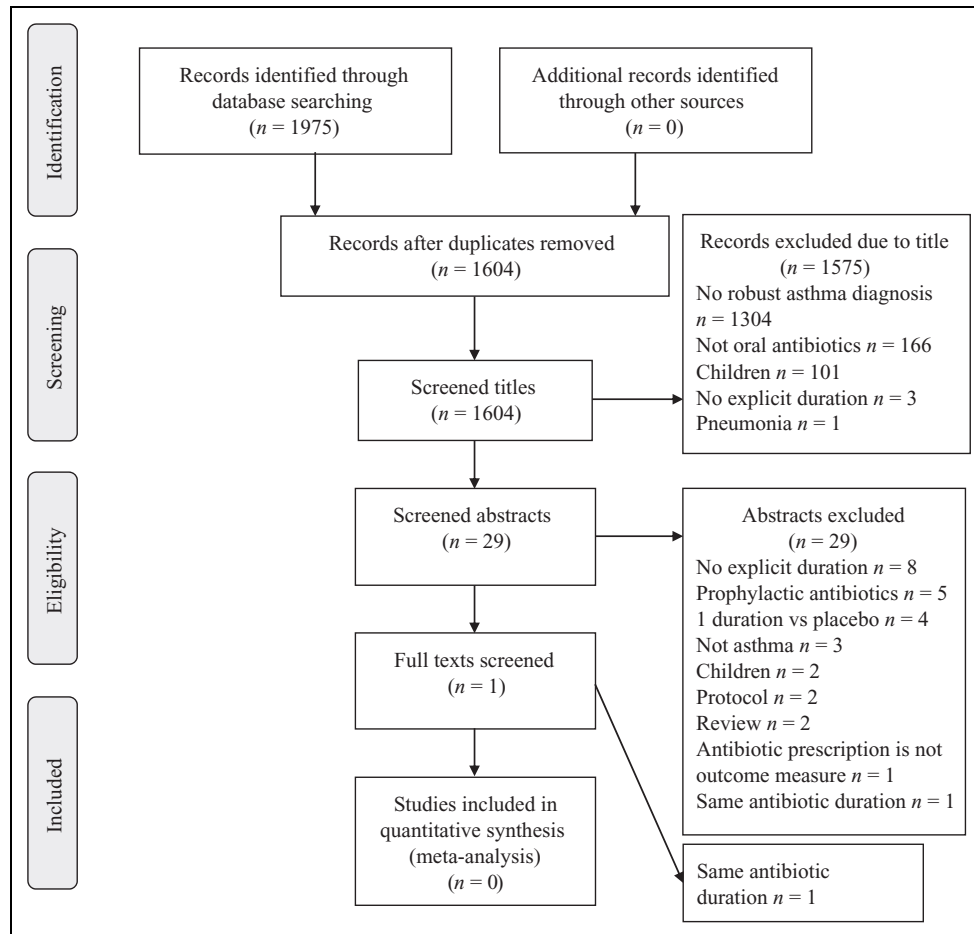 Identification
Records identified through
database searching
(n = 1975)
Additional records identified
through other sources
(n = 0)
Screening
Records after duplicates removed
(n = 1604)
Records excluded due to title
(n = 1575)
No robust asthma diagnosis
n = 1304
Not oral antibiotics n = 166
Children n = 101
No explicit duration n = 3
Pneumonia n = 1
Screened titles
(n = 1604)
Eligibility
Screened abstracts
(n = 29)
Abstracts excluded
(n = 29)
No explicit duration n = 8
Prophylactic antibiotics n = 5
1 duration vs placebo n = 4
Not asthma n = 3
Children n = 2
Protocol n = 2
Review n = 2
Antibiotic prescription is not
outcome measure n = 1
Same antibiotic duration n = 1
Full texts screened
(n = 1)
Included
Studies included in
quantitative synthesis
(meta-analysis)
(n = 0)
Same antibiotic
duration n = 1